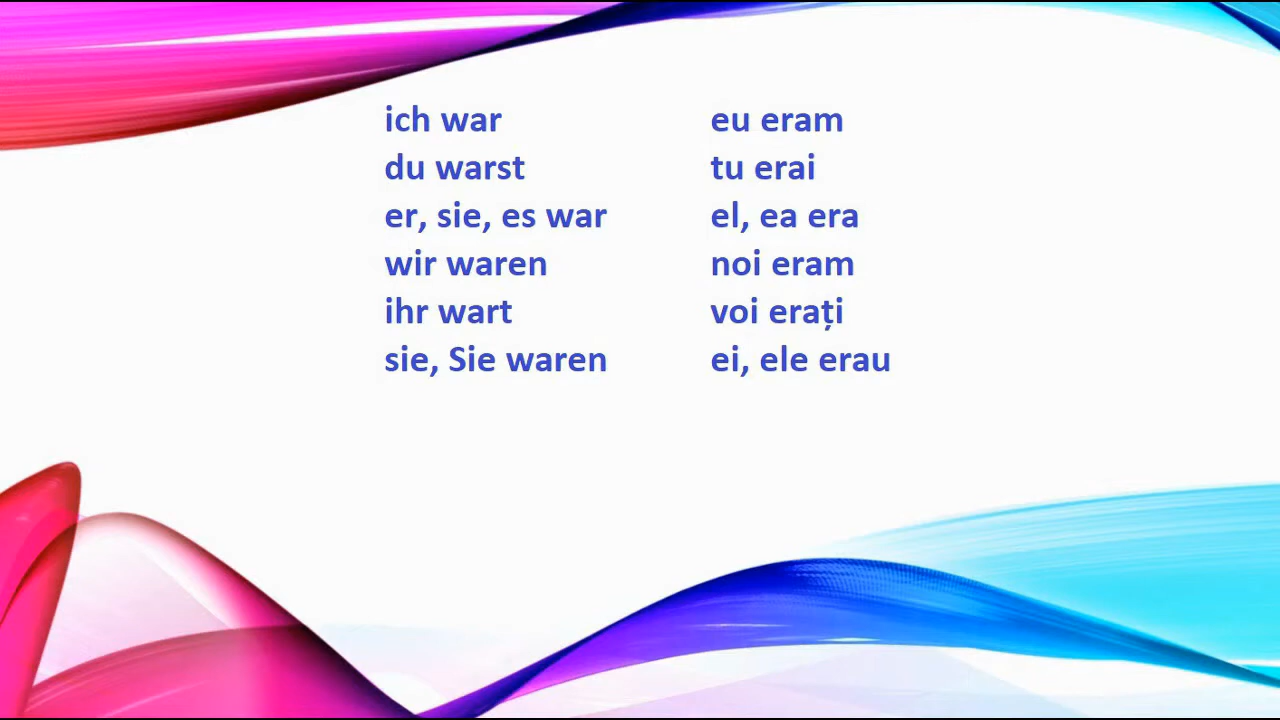 ich war eu eram
du warst tu erai
er, sie, es war el, ea era
wir waren noi eram
ihr wart voi erați
sie, Sie waren ei, ele erau